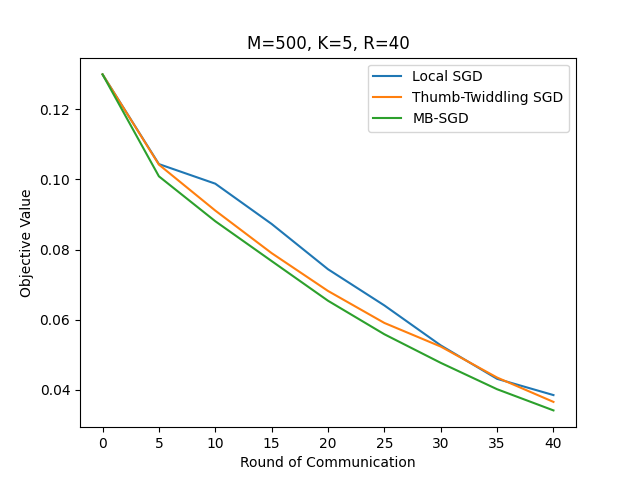 M=500, K=5, R=40
Local SGD
Thumb-Twiddling SGD
MB-SGD
Objective Value
0.12
0.10
0.08
0.06
0.04
0 5 10 15 20 25 30 35 40
Round of Communication